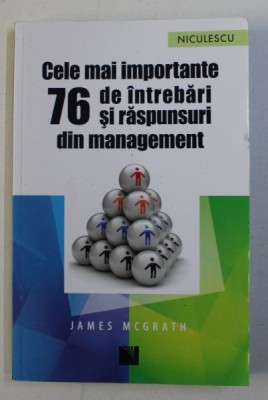 NICULESCU
Cele mai importante
76 de întrebări
și răspunsuri
din management
JAMES MCGRATH
N